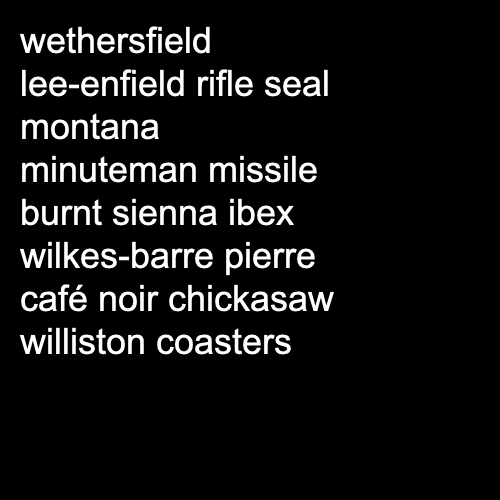 wethersfield
lee-enfield rifle seal
montana
minuteman missile
burnt sienna ibex
wilkes-barre pierre
café noir chickasaw
williston coasters